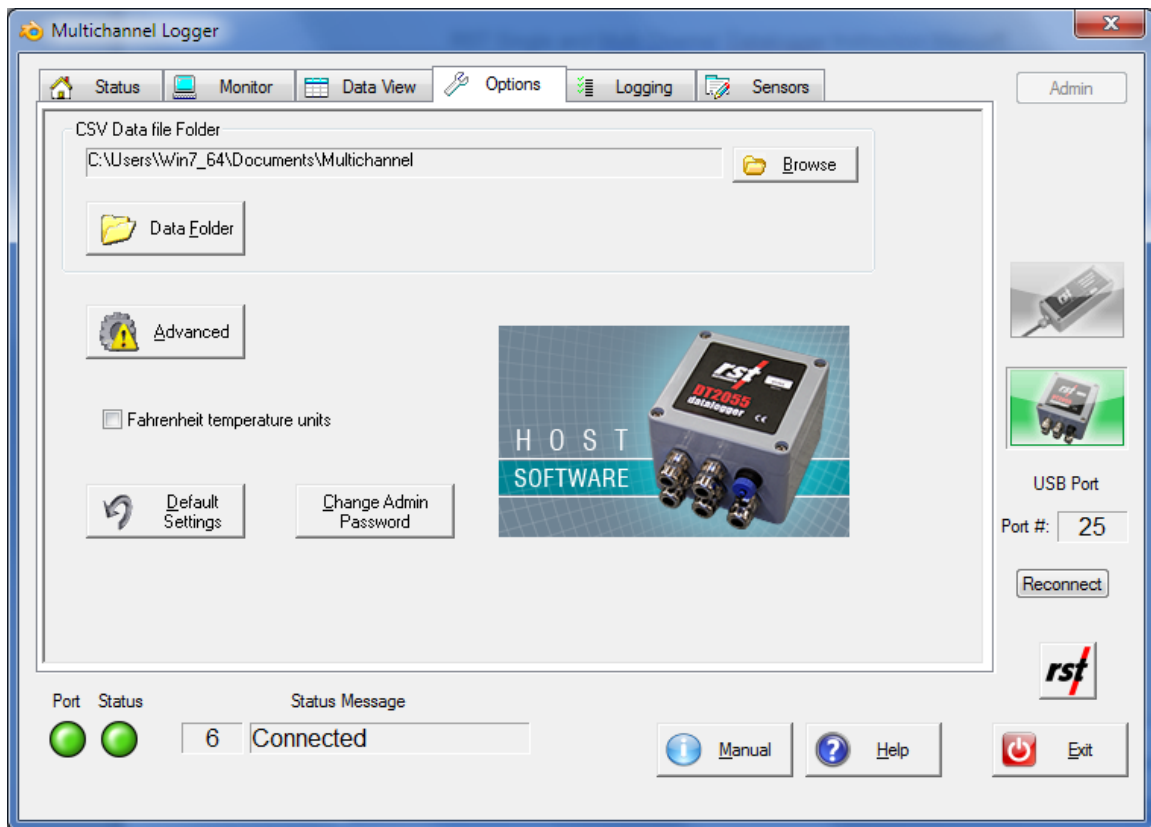 Multichannel Logger
Status Monitor Data View Options Logging Sensors
Admin
CSV Data file Folder
C:\Users\Win7_64\Documents\Multichannel
Browse
Data Folder
Advanced
Fahrenheit temperature units
Default
Settings
Change Admin
Password
HOST
SOFTWARE
rst
DT2055
datalogger
CE
USB Port
Port #: 25
Reconnect
rst
Port Status Status Message
6 Connected
Manual
Help
Exit